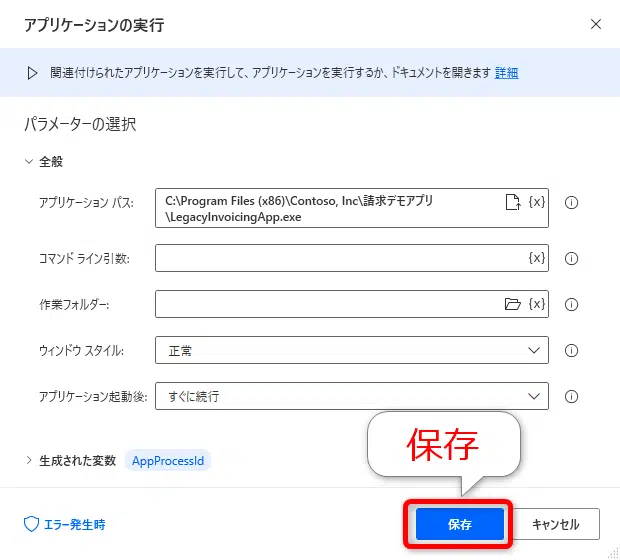 アプリケーションの実行
関連付けられたアプリケーションを実行して、アプリケーションを実行するか、ドキュメントを開きます 詳細
パラメーターの選択
全般
アプリケーション パス:
C:\Program Files (x86)\Contoso, Inc\請求デモアプリ
\LegacyInvoicingApp.exe
{x}
コマンド ライン引数:
{x}
作業フォルダー:
{x}
ウィンドウ スタイル:
正常
アプリケーション起動後:
すぐに続行
保存
生成された変数 AppProcessId
エラー発生時
保存
キャンセル